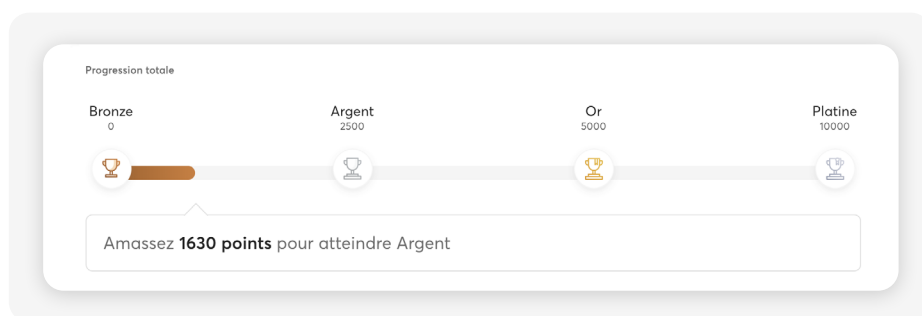 Progression totale
Bronze
0
Argent
2500
Or
5000
Platine
10000
Amassez 1630 points pour atteindre Argent